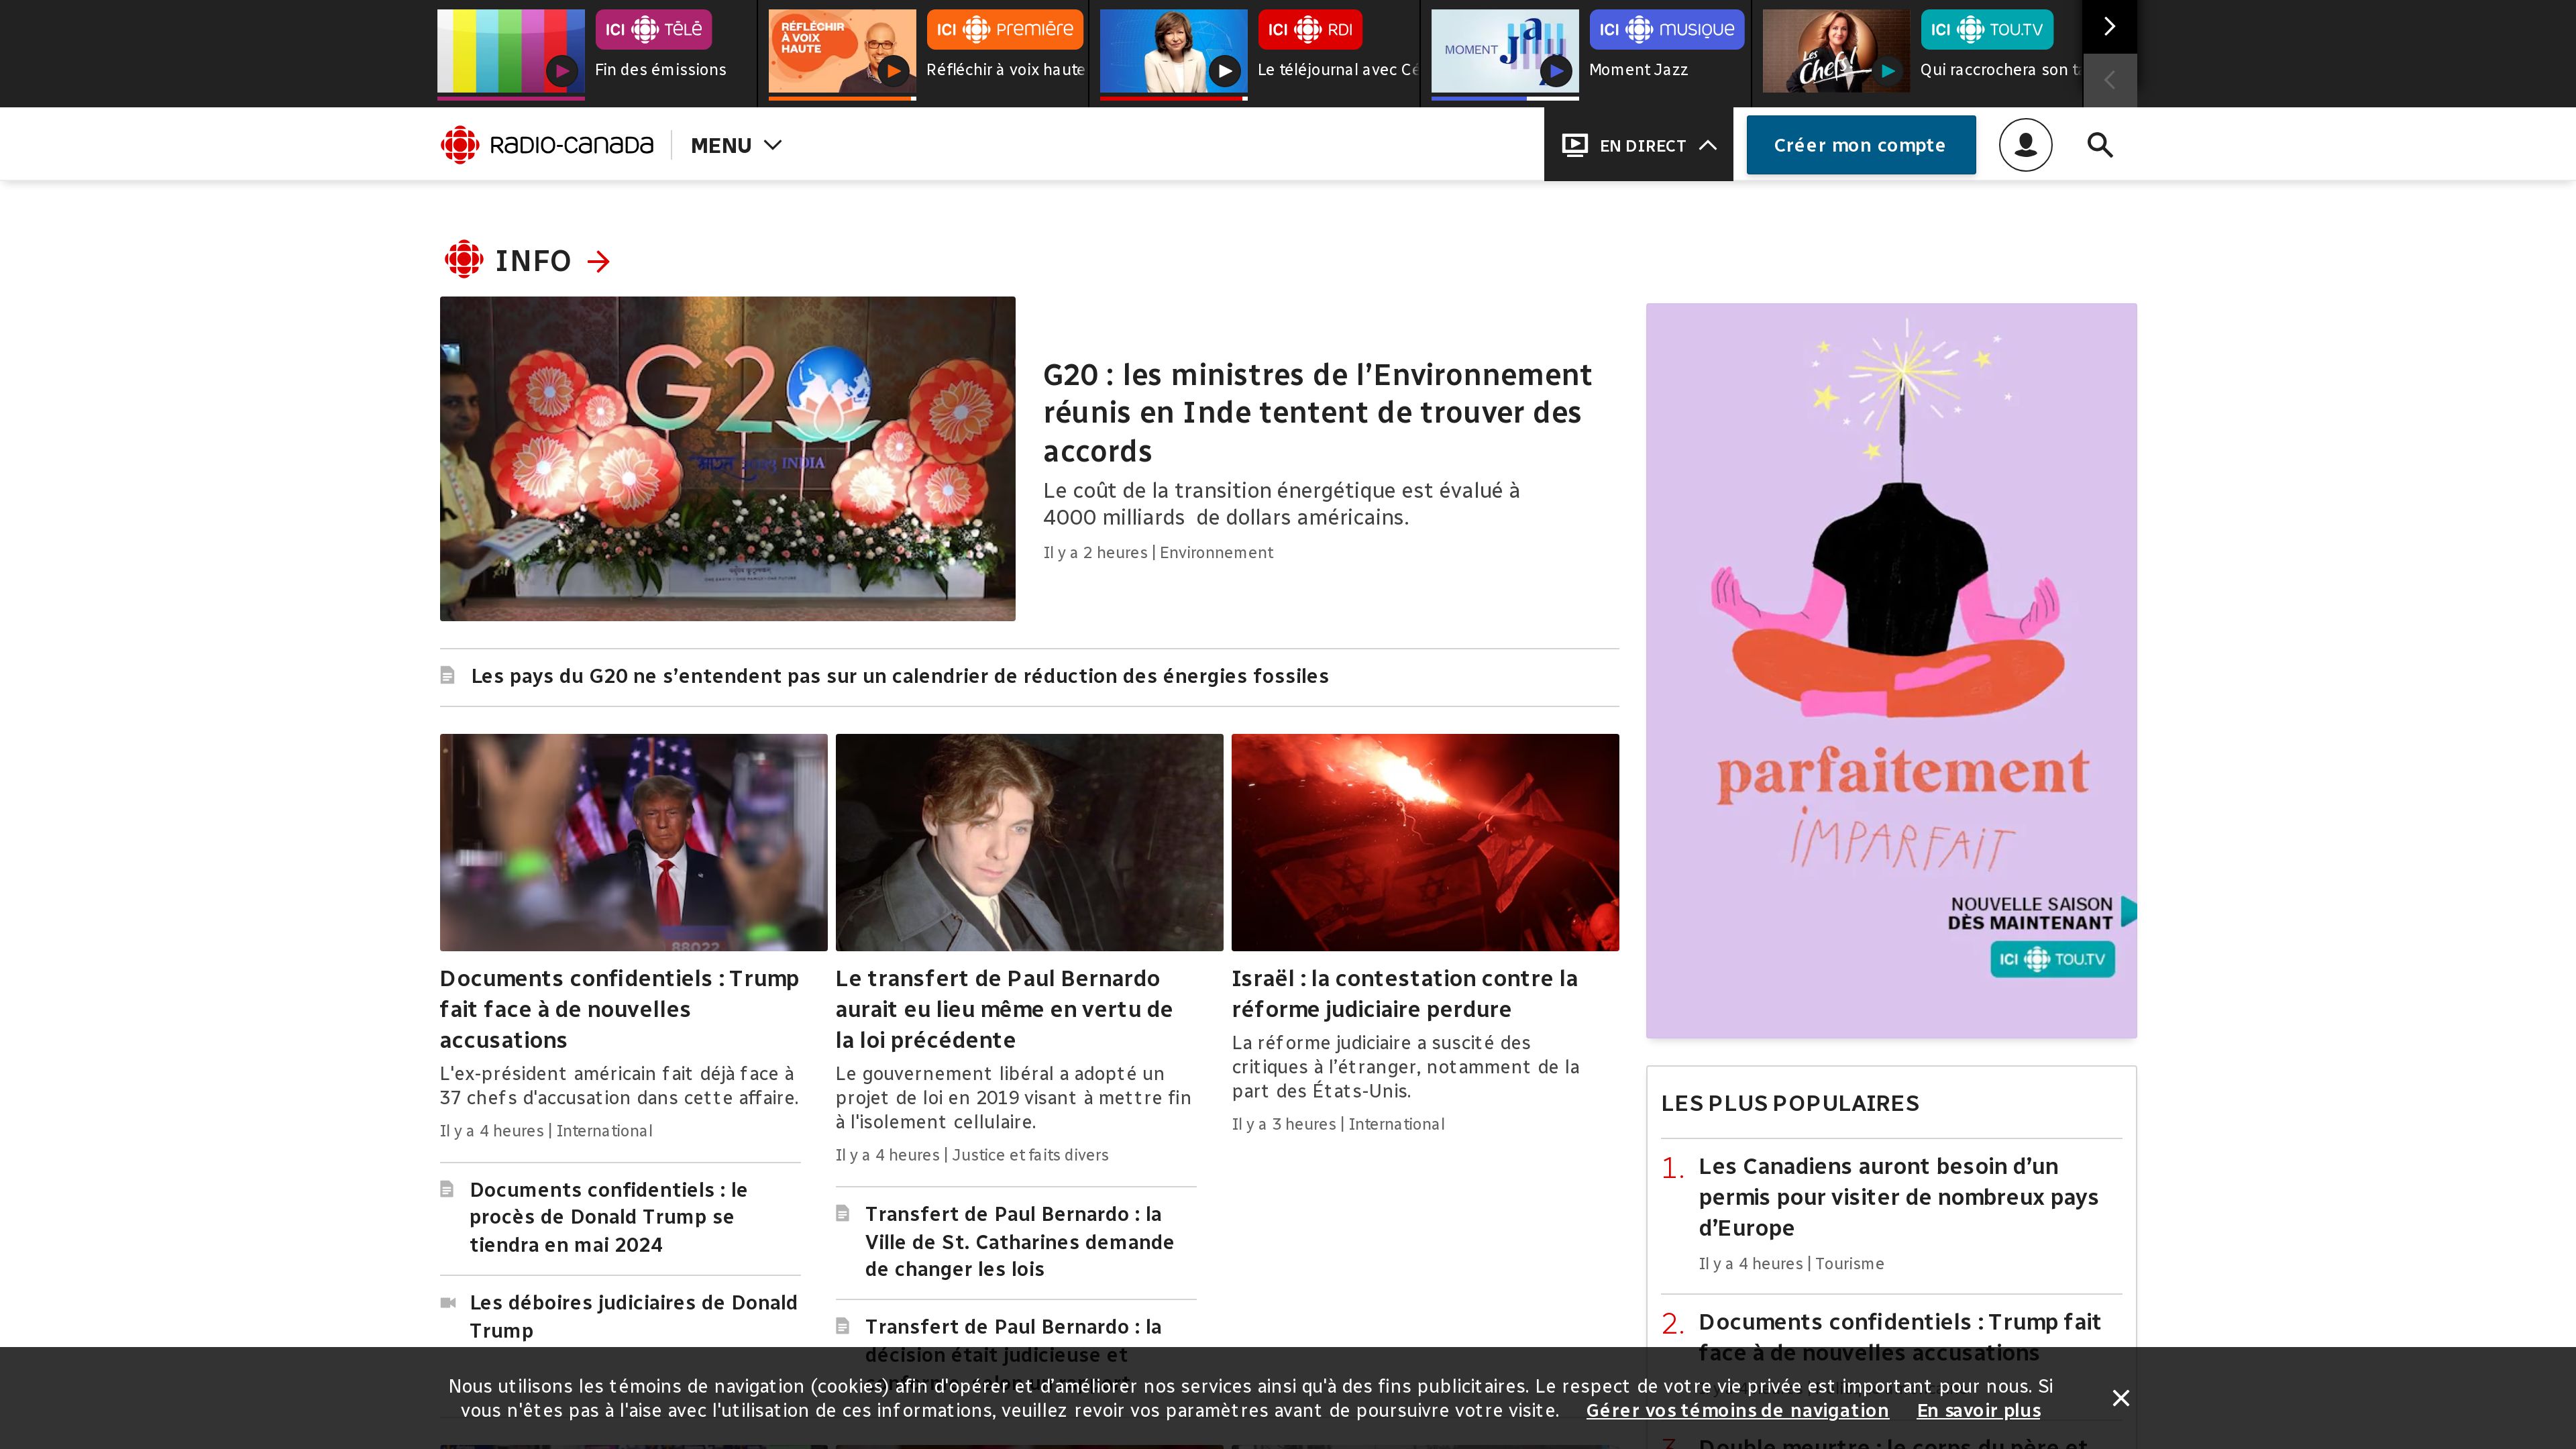 ICI TÉLÉ
Fin des émissions
RÉFLÉCHIR
À VOIX
HAUTE
ICI PREMIÈRE
Réfléchir à voix haute
ICI RDI
Le téléjournal avec Cé
MOMENT Jazz
ICI MUSIQUE
Moment Jazz
Les Chefs!
ICI TOU.TV
Qui raccrochera son ta
RADIO-CANADA
MENU
EN DIRECT
Créer mon compte
INFO
G20
INDIA
G20 : les ministres de l’Environnement
réunis en Inde tentent de trouver des
accords
Le coût de la transition énergétique est évalué à
4000 milliards de dollars américains.
Il y a 2 heures | Environnement
Les pays du G20 ne s’entendent pas sur un calendrier de réduction des énergies fossiles
88022
Documents confidentiels : Trump
fait face à de nouvelles
accusations
L'ex-président américain fait déjà face à
37 chefs d'accusation dans cette affaire.
Il y a 4 heures | International
Documents confidentiels : le
procès de Donald Trump se
tiendra en mai 2024
Les déboires judiciaires de Donald
Trump
Le transfert de Paul Bernardo
aurait eu lieu même en vertu de
la loi précédente
Le gouvernement libéral a adopté un
projet de loi en 2019 visant à mettre fin
à l'isolement cellulaire.
Il y a 4 heures | Justice et faits divers
Transfert de Paul Bernardo : la
Ville de St. Catharines demande
de changer les lois
Transfert de Paul Bernardo : la
décision était judicieuse et
Israël : la contestation contre la
réforme judiciaire perdure
La réforme judiciaire a suscité des
critiques à l’étranger, notamment de la
part des États-Unis.
Il y a 3 heures | International
parfaitement
IMPARFAIT
NOUVELLE SAISON
DÈS MAINTENANT
ICI TOU.TV
LES PLUS POPULAIRES
1. Les Canadiens auront besoin d’un
permis pour visiter de nombreux pays
d’Europe
Il y a 4 heures | Tourisme
2. Documents confidentiels : Trump fait
face à de nouvelles accusations
3. Double meurtre : le corps du père et
Nous utilisons les témoins de navigation (cookies) afin d'opérer et d’améliorer nos services ainsi qu'à des fins publicitaires. Le respect de votre vie privée est important pour nous. Si
vous n'êtes pas à l'aise avec l'utilisation de ces informations, veuillez revoir vos paramètres avant de poursuivre votre visite. Gérer vos témoins de navigation En savoir plus